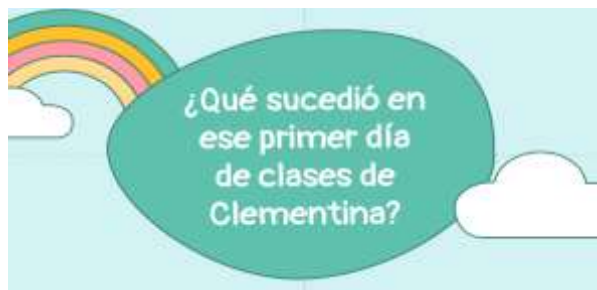 ¿Qué sucedió en
ese primer día
de clases de
Clementina?